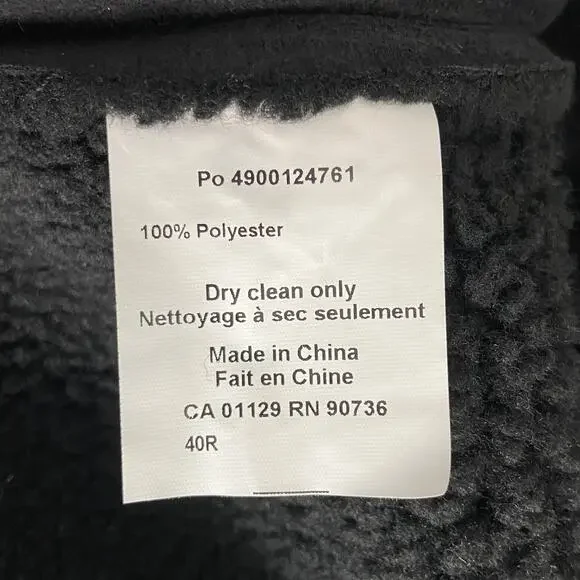 Po 4900124761
100% Polyester
Dry clean only
Nettoyage à sec seulement
Made in China
Fait en Chine
CA 01129 RN 90736
40R